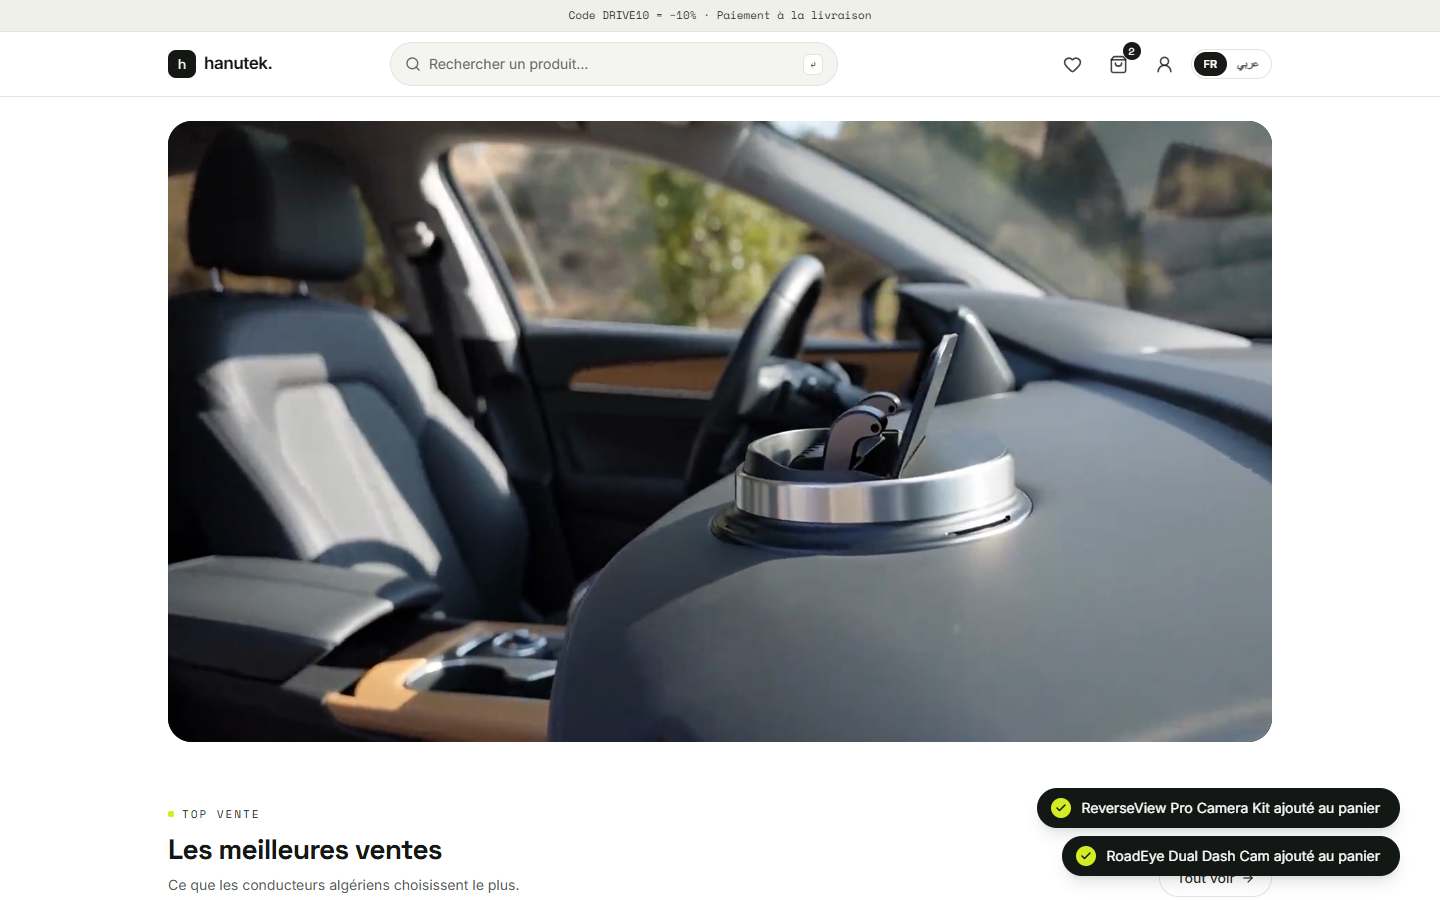 Code DRIVE10 = −10% · Paiement à la livraison
h hanutek.
Rechercher un produit...
2
FR
عربي
TOP VENTE
Les meilleures ventes
Ce que les conducteurs algériens choisissent le plus.
ReverseView Pro Camera Kit ajouté au panier
RoadEye Dual Dash Cam ajouté au panier
Tout voir →